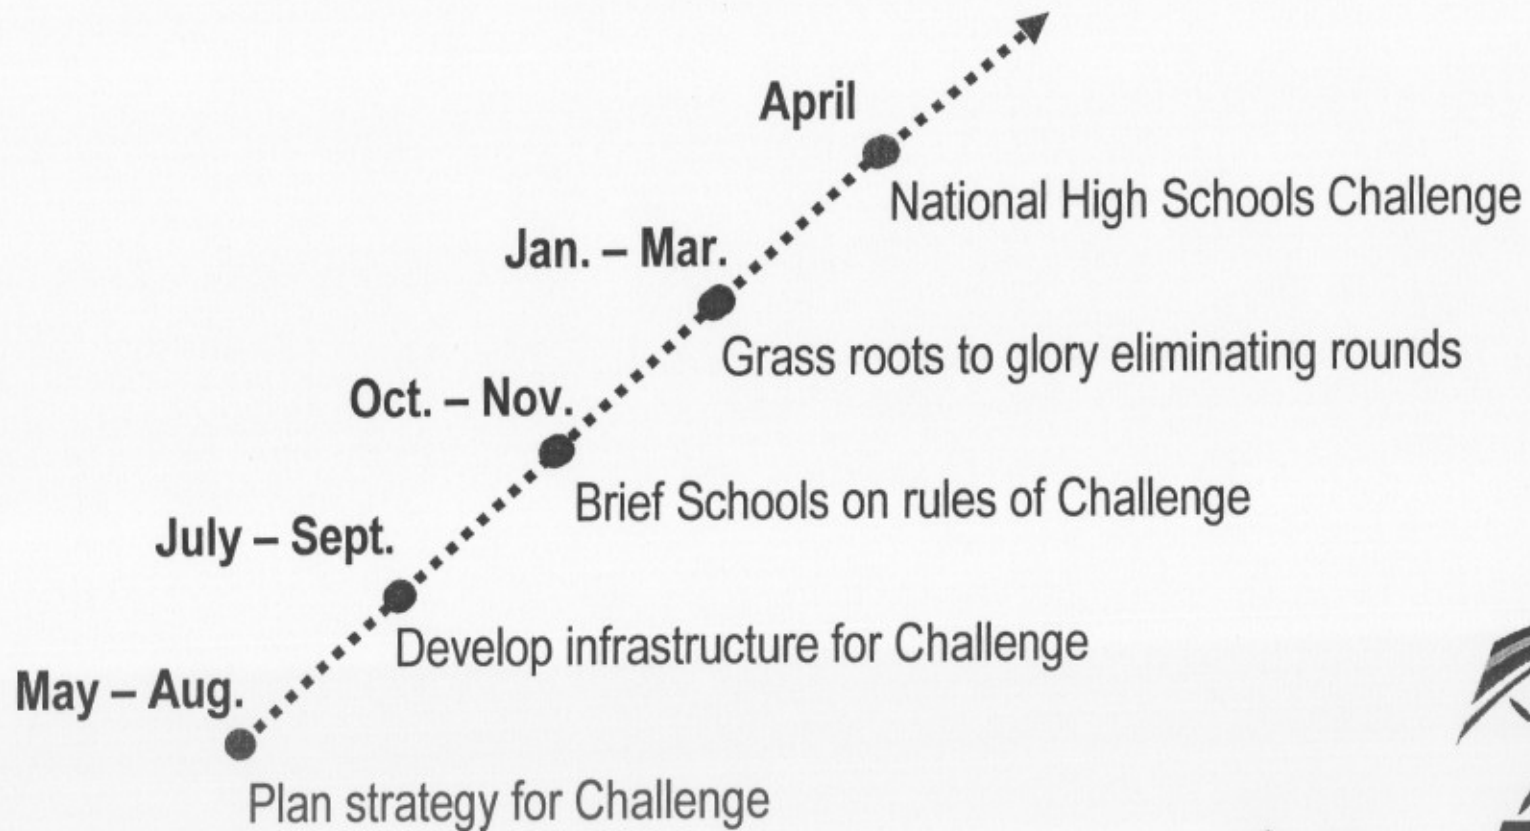 April
National High Schools Challenge
Jan. – Mar.
Grass roots to glory eliminating rounds
Oct. – Nov.
Brief Schools on rules of Challenge
July – Sept.
Develop infrastructure for Challenge
May – Aug.
Plan strategy for Challenge